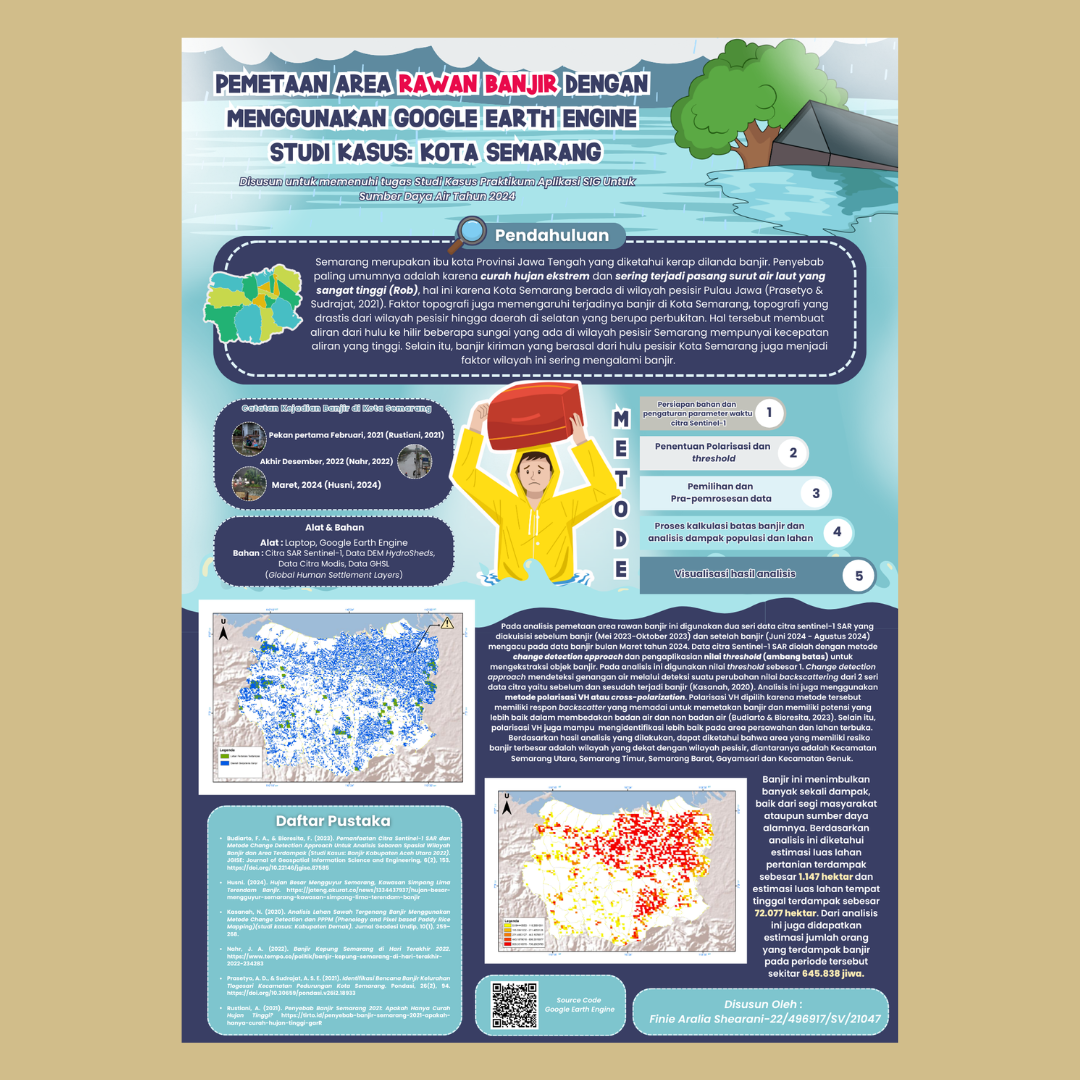 PEMETAAN AREA RAWAN BANJIR DENGAN
MENGGUNAKAN GOOGLE EARTH ENGINE
STUDI KASUS: KOTA SEMARANG
Disusun untuk memenuhi tugas Studi Kasus Praktikum Aplikasi SIG Untuk
Sumber Daya Air Tahun 2024
Pendahuluan
Semarang merupakan ibu kota Provinsi Jawa Tengah yang diketahui kerap dilanda banjir. Penyebab
paling umumnya adalah karena curah hujan ekstrem dan sering terjadi pasang surut air laut yang
sangat tinggi (Rob), hal ini karena Kota Semarang berada di wilayah pesisir Pulau Jawa (Prasetyo &
Sudrajat, 2021). Faktor topografi juga memengaruhi terjadinya banjir di Kota Semarang, topografi yang
drastis dari wilayah pesisir hingga daerah di selatan yang berupa perbukitan. Hal tersebut membuat
aliran dari hulu ke hilir beberapa sungai yang ada di wilayah pesisir Semarang mempunyai kecepatan
aliran yang tinggi. Selain itu, banjir kiriman yang berasal dari hulu pesisir Kota Semarang juga menjadi
faktor wilayah ini sering mengalami banjir.
Catatan Kejadian Banjir di Kota Semarang
Pekan pertama Februari, 2021 (Rustiani, 2021)
Akhir Desember, 2022 (Nahr, 2022)
Maret, 2024 (Husni, 2024)
Alat & Bahan
Alat : Laptop, Google Earth Engine
Bahan : Citra SAR Sentinel-1, Data DEM HydroSheds,
Data Citra Modis, Data GHSL
(Global Human Settlement Layers)
METODE
Persiapan bahan dan
pengaturan parameter waktu
citra Sentinel-1
1
Penentuan Polarisasi dan
threshold
2
Pemilihan dan
Pra-pemrosesan data
3
Proses kalkulasi batas banjir dan
analisis dampak populasi dan lahan
4
Visualisasi hasil analisis
5
U
Legenda
Pada analisis pemetaan area rawan banjir ini digunakan dua seri data citra sentinel-1 SAR yang
diakuisisi sebelum banjir (Mei 2023-Oktober 2023) dan setelah banjir (Juni 2024 - Agustus 2024)
mengacu pada data banjir bulan Maret tahun 2024. Data citra Sentinel-1 SAR diolah dengan metode
change detection approach dan pengaplikasian nilai threshold (ambang batas) untuk
mengekstraksi objek banjir. Pada analisis ini digunakan nilai threshold sebesar 1. Change detection
approach mendeteksi genangan air melalui deteksi suatu perubahan nilai backscattering dari 2 seri
data citra yaitu sebelum dan sesudah terjadi banjir (Kasanah, 2020). Analisis ini juga menggunakan
metode polarisasi VH atau cross-polarization. Polarisasi VH dipilih karena metode tersebut
memiliki respon backscatter yang memadai untuk memetakan banjir dan memiliki potensi yang
lebih baik dalam membedakan badan air dan non badan air (Budiarto & Bioresita, 2023). Selain itu,
polarisasi VH juga mampu mengidentifikasi lebih baik pada area persawahan dan lahan terbuka.
Berdasarkan hasil analisis yang dilakukan, dapat diketahui bahwa area yang memiliki risiko
banjir terbesar adalah wilayah yang dekat dengan wilayah pesisir, diantaranya adalah Kecamatan
Semarang Utara, Semarang Timur, Semarang Barat, Gayamsari dan Kecamatan Genuk.
U
Legenda
Banjir ini menimbulkan
banyak sekali dampak,
baik dari segi masyarakat
ataupun sumber daya
alamnya. Berdasarkan
analisis ini diketahui
estimasi luas lahan
pertanian terdampak
sebesar 1.147 hektar dan
estimasi luas lahan tempat
tinggal terdampak sebesar
72.077 hektar. Dari analisis
ini juga didapatkan
estimasi jumlah orang
yang terdampak banjir
pada periode tersebut
sekitar 645.838 jiwa.
Daftar Pustaka
Budiarto, F. A., & Bioresita, F. (2023). Pemanfaatan Citra Sentinel-1 SAR dan
Metode Change Detection Approach Untuk Analisis Sebaran Spasial Wilayah
Banjir dan Area Terdampak (Studi Kasus: Banjir Kabupaten Aceh Utara 2022).
JGISE: Journal of Geospatial Information Science and Engineering, 6(2), 153.
Husni. (2024). Hujan Besar Mengguyur Semarang, Kawasan Simpang Lima
Terendam Banjir. https://jateng.akurat.co/news/1334437937/hujan-besar-
mengguyur-semarang-kawasan-simpang-lima-terendam-banjir
Kasanah, N. (2020). Analisis Lahan Sawah Tergenang Banjir Menggunakan
Metode Change Detection dan PPPM (Phenology and Pixel based Paddy Rice
Mapping)(studi kasus: Kabupaten Demak). Jurnal Geodesi Undip, 10(1), 259-
268.
Nahr, J. A. (2022). Banjir Kepung Semarang di Hari Terakhir 2022.
https://www.tempo.co/politik/banjir-kepung-semarang-di-hari-terakhir-
Prasetyo, A. D., & Sudrajat, A. S. E. (2021). Identifikasi Bencana Banjir Kelurahan
Tlogosari Kecamatan Pedurungan Kota Semarang. Pondasi, 26(2), 94.
Rustiani, A. (2021). Penyebab Banjir Semarang 2021: Apakah Hanya Curah
Hujan Tinggi? https://tirto.id/penyebab-banjir-semarang-2021-apakah-
Source Code
Google Earth Engine
Disusun Oleh :
Finie Aralia Shearani-22/496917/SV/21047